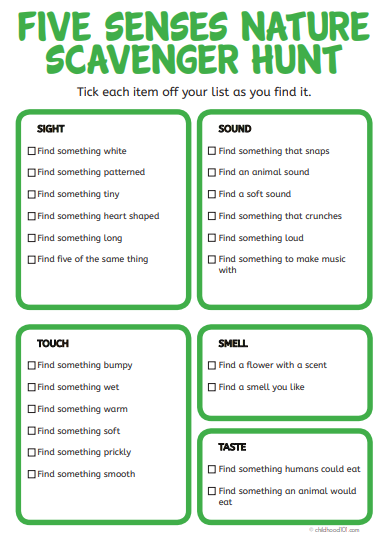 FIVE SENSES NATURE
SCAVENGER HUNT
Tick each item off your list as you find it.
SIGHT
Find something white
Find something patterned
Find something tiny
Find something heart shaped
Find something long
Find five of the same thing
SOUND
Find something that snaps
Find an animal sound
Find a soft sound
Find something that crunches
Find something loud
Find something to make music
with
TOUCH
Find something bumpy
Find something wet
Find something warm
Find something soft
Find something prickly
Find something smooth
SMELL
Find a flower with a scent
Find a smell you like
TASTE
Find something humans could eat
Find something an animal would
eat
© childhood101.com